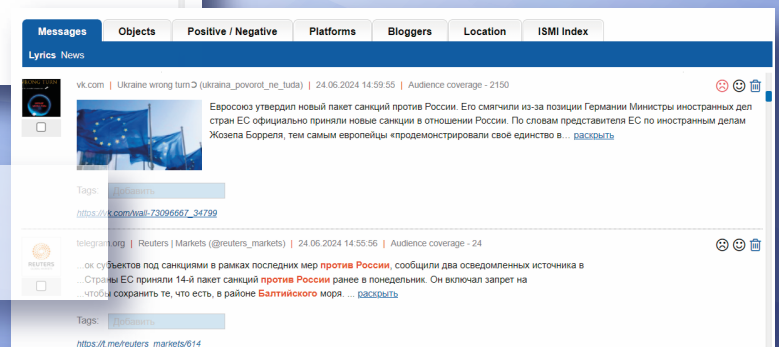 Messages Objects Positive / Negative Platforms Bloggers Location ISMI Index
Lyrics News
WRONG TURN
vk.com | Ukraine wrong turn⊃ (ukraina_povorot_ne_tuda) | 24.06.2024 14:59:55 | Audience coverage - 2150
Евросоюз утвердил новый пакет санкций против России. Его смягчили из-за позиции Германии Министры иностранных дел
стран ЕС официально приняли новые санкции в отношении России. По словам представителя ЕС по иностранным делам
Жозепа Борреля, тем самым европейцы «продемонстрировали своё единство в... раскрыть
Tags: Добавить
https://vk.com/wall-73096667_34799
telegram.org | Reuters | Markets (@reuters_markets) | 24.06.2024 14:55:56 | Audience coverage - 24
REUTERS
...ок субъектов под санкциями в рамках последних мер против России, сообщили два осведомленных источника в
...Страны ЕС приняли 14-й пакет санкций против России ранее в понедельник. Он включал запрет на
...чтобы сохранить те, что есть, в районе Балтийского моря. ... раскрыть
Tags: Добавить
https://t.me/reuters_markets/614